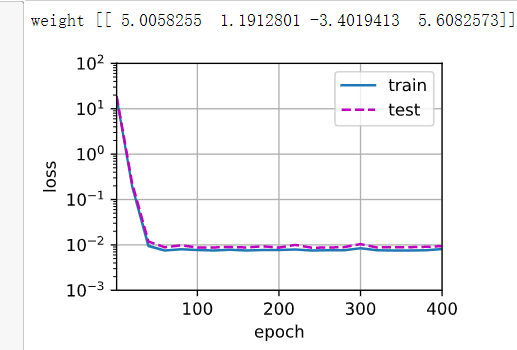 weight [[ 5.0058255  1.1912801 -3.4019413  5.6082573]]
10²
10¹
10⁰
10⁻¹
10⁻²
10⁻³
loss
train
test
100 200 300 400
epoch